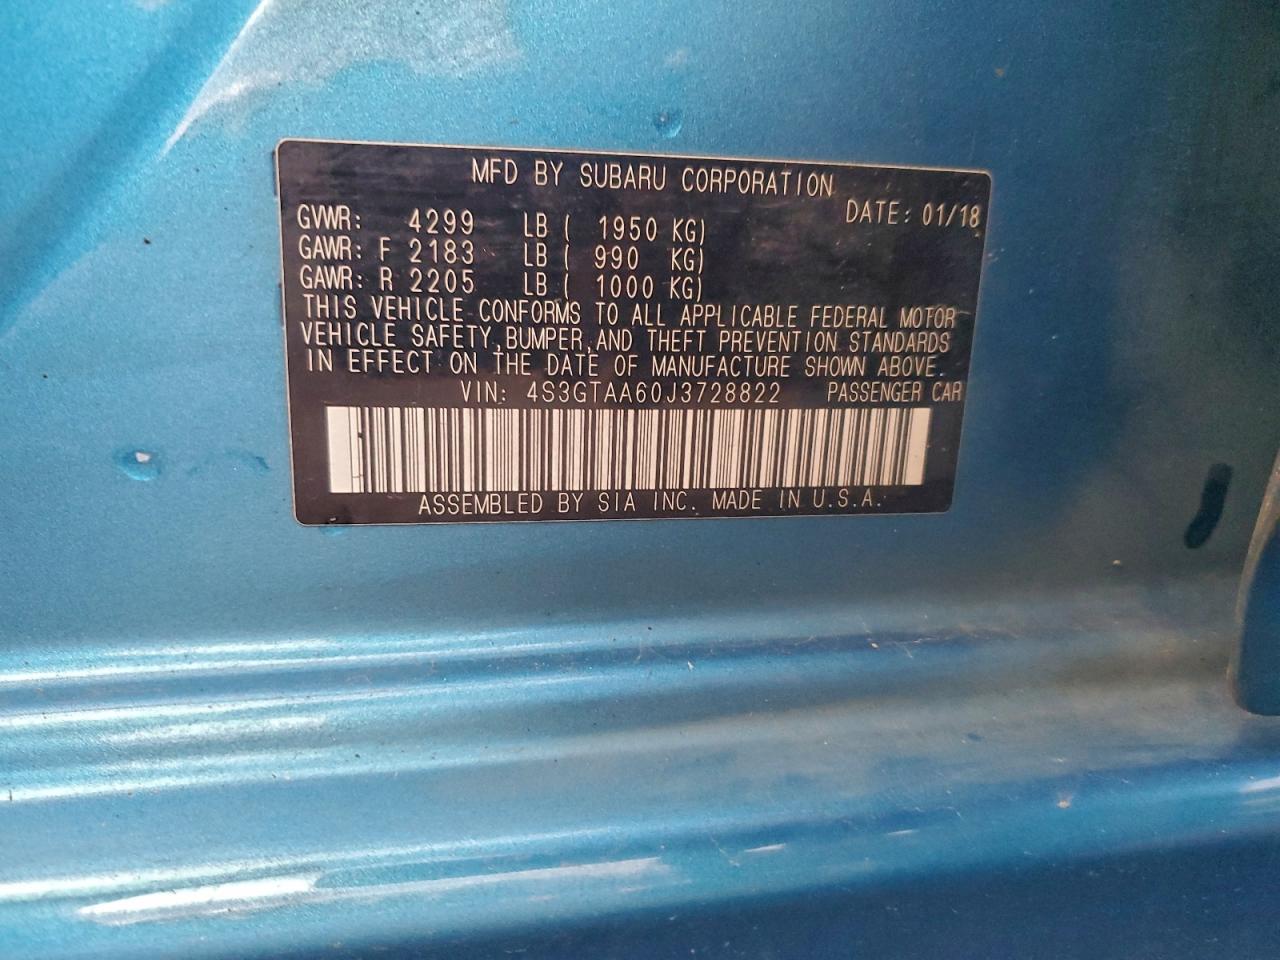 MFD BY SUBARU CORPORATION
DATE: 01/18
GVWR: 4299 LB ( 1950 KG)
GAWR: F 2183 LB ( 990 KG)
GAWR: R 2205 LB ( 1000 KG)
THIS VEHICLE CONFORMS TO ALL APPLICABLE FEDERAL MOTOR
VEHICLE SAFETY, BUMPER, AND THEFT PREVENTION STANDARDS
IN EFFECT ON THE DATE OF MANUFACTURE SHOWN ABOVE.
VIN: 4S3GTAA60J3728822 PASSENGER CAR
ASSEMBLED BY SIA INC. MADE IN U.S.A.